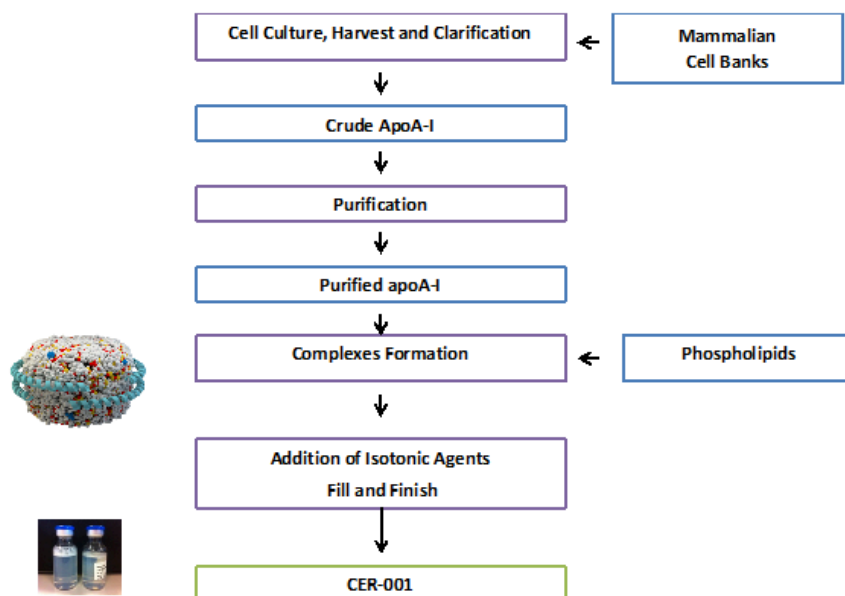 Cell Culture, Harvest and Clarification
Mammalian
Cell Banks
Crude ApoA-I
Purification
Purified apoA-I
Complexes Formation
Phospholipids
Addition of Isotonic Agents
Fill and Finish
CER-001